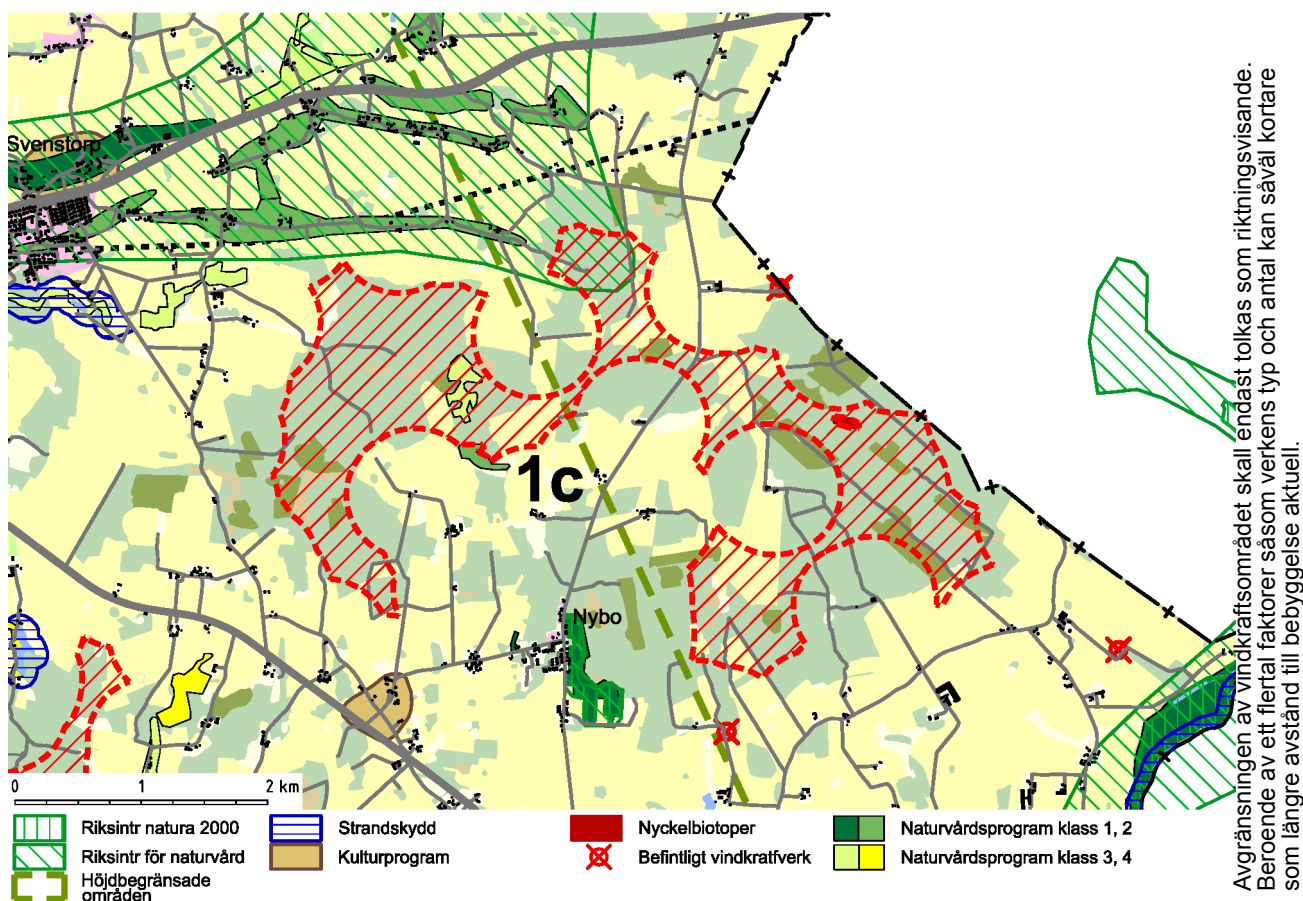 Svenstorp
1c
Nybo
0 1 2 km
Riksintr natura 2000
Riksintr för naturvård
Höjdbegränsade
områden
Strandskydd
Kulturprogram
Nyckelbiotoper
Befintligt vindkratfverk
Naturvårdsprogram klass 1, 2
Naturvårdsprogram klass 3, 4
Avgränsningen av vindkraftsområdet skall endast tolkas som riktningsvisande.
Beroende av ett flertal faktorer såsom verkens typ och antal kan såväl kortare
som längre avstånd till bebyggelse aktuell.